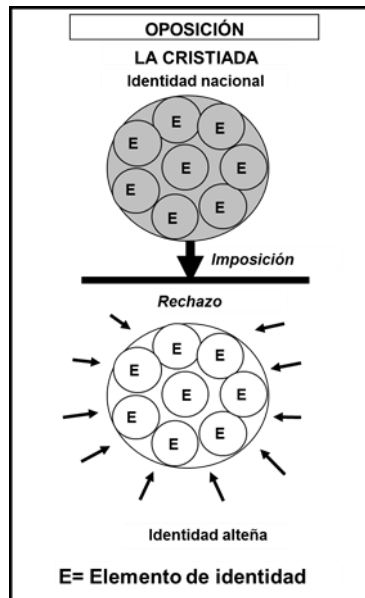 OPOSICIÓN
LA CRISTIADA
Identidad nacional
E
E
E
E
E
E
E
E
Imposición
Rechazo
E
E
E
E
E
E
E
E
Identidad alteña
E= Elemento de identidad